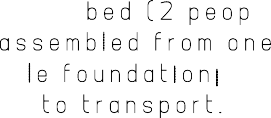 bed (2 peop
assembled from one
le foundation;
to transport.